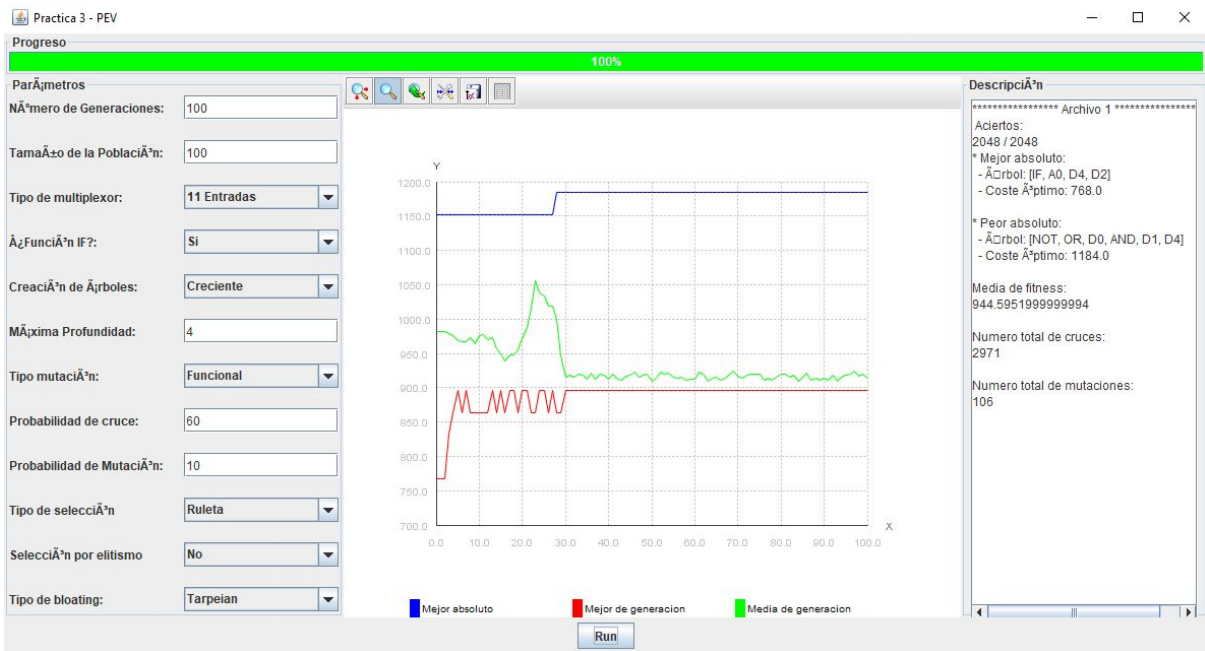 Practica 3 - PEV
Progreso
100%
ParÃ¡metros
NÃºmero de Generaciones: 100
TamaÃ±o de la PoblaciÃ³n: 100
Tipo de multiplexor: 11 Entradas
Â¿FunciÃ³n IF?: Si
CreaciÃ³n de Ã¡rboles: Creciente
MÃ¡xima Profundidad: 4
Tipo mutaciÃ³n: Funcional
Probabilidad de cruce: 60
Probabilidad de MutaciÃ³n: 10
Tipo de selecciÃ³n Ruleta
SelecciÃ³n por elitismo No
Tipo de bloating: Tarpeian
Y
1200.0
1150.0
1100.0
1050.0
1000.0
950.0
900.0
850.0
800.0
750.0
700.0
X
0.0 10.0 20.0 30.0 40.0 50.0 60.0 70.0 80.0 90.0 100.0
Mejor absoluto Mejor de generacion Media de generacion
Run
DescripciÃ³n
***************** Archivo 1 ****************
Aciertos:
2048 / 2048
* Mejor absoluto:
- Ã□rbol: [IF, A0, D4, D2]
- Coste Ã³ptimo: 768.0
* Peor absoluto:
- Ã□rbol: [NOT, OR, D0, AND, D1, D4]
- Coste Ã³ptimo: 1184.0
Media de fitness:
944.5951999999994
Numero total de cruces:
2971
Numero total de mutaciones:
106